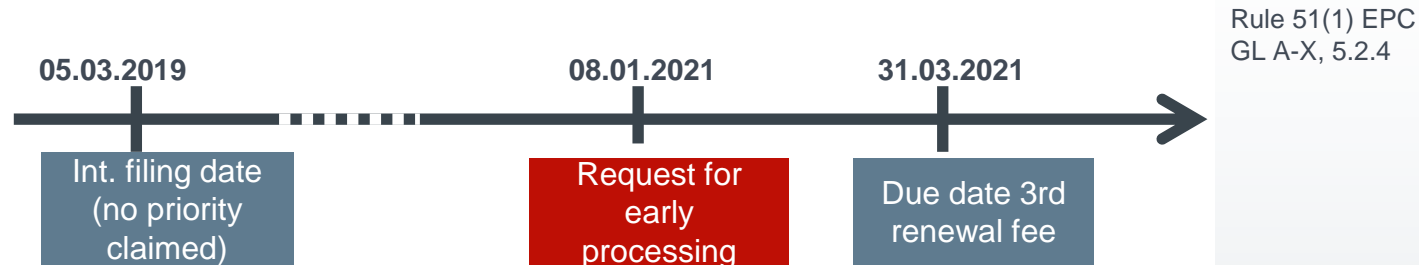 Rule 51(1) EPC
GL A-X, 5.2.4
05.03.2019
08.01.2021
31.03.2021
Int. filing date
(no priority
claimed)
Request for
early
processing
Due date 3rd
renewal fee